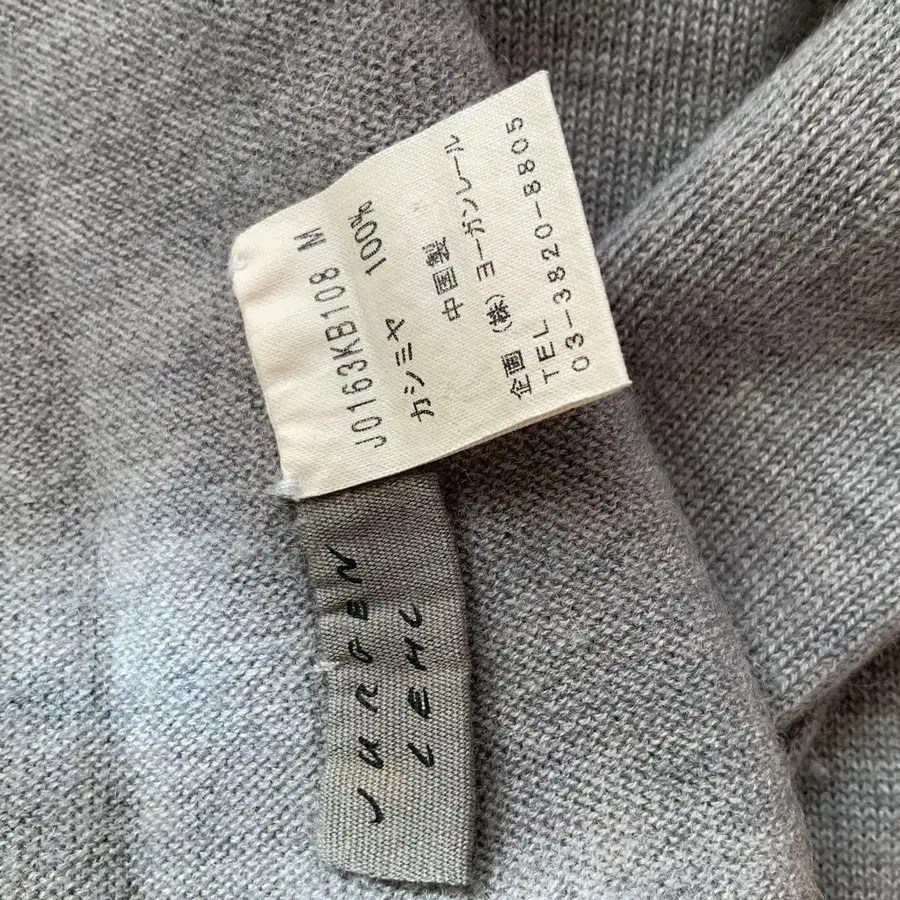 J0163KB108 M
カシミヤ 100%
中国製
企画 (株) ヨーガンレール
TEL
03-3820-8805
JURGEN
LEHL